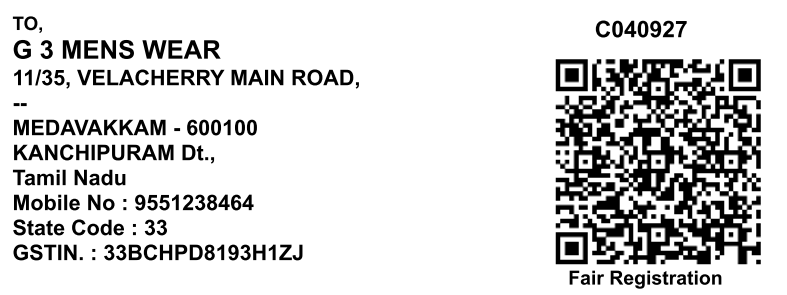 TO,
G 3 MENS WEAR
11/35, VELACHERRY MAIN ROAD,
--
MEDAVAKKAM - 600100
KANCHIPURAM Dt.,
Tamil Nadu
Mobile No : 9551238464
State Code : 33
GSTIN. : 33BCHPD8193H1ZJ
C040927
Fair Registration